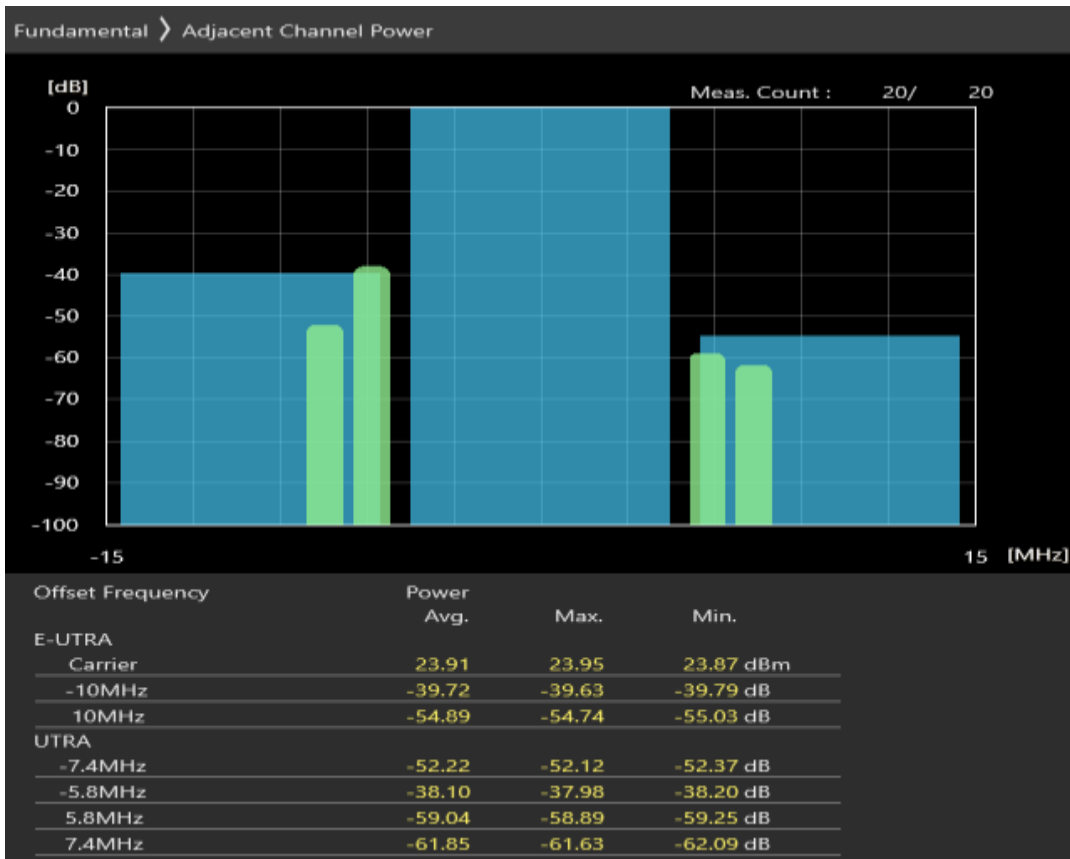 Fundamental 〉 Adjacent Channel Power
[dB]
Meas. Count : 20/ 20
0
-10
-20
-30
-40
-50
-60
-70
-80
-90
-100
-15 15 [MHz]
Offset Frequency Power
Avg. Max. Min.
E-UTRA
Carrier 23.91 23.95 23.87 dBm
-10MHz -39.72 -39.63 -39.79 dB
10MHz -54.89 -54.74 -55.03 dB
UTRA
-7.4MHz -52.22 -52.12 -52.37 dB
-5.8MHz -38.10 -37.98 -38.20 dB
5.8MHz -59.04 -58.89 -59.25 dB
7.4MHz -61.85 -61.63 -62.09 dB